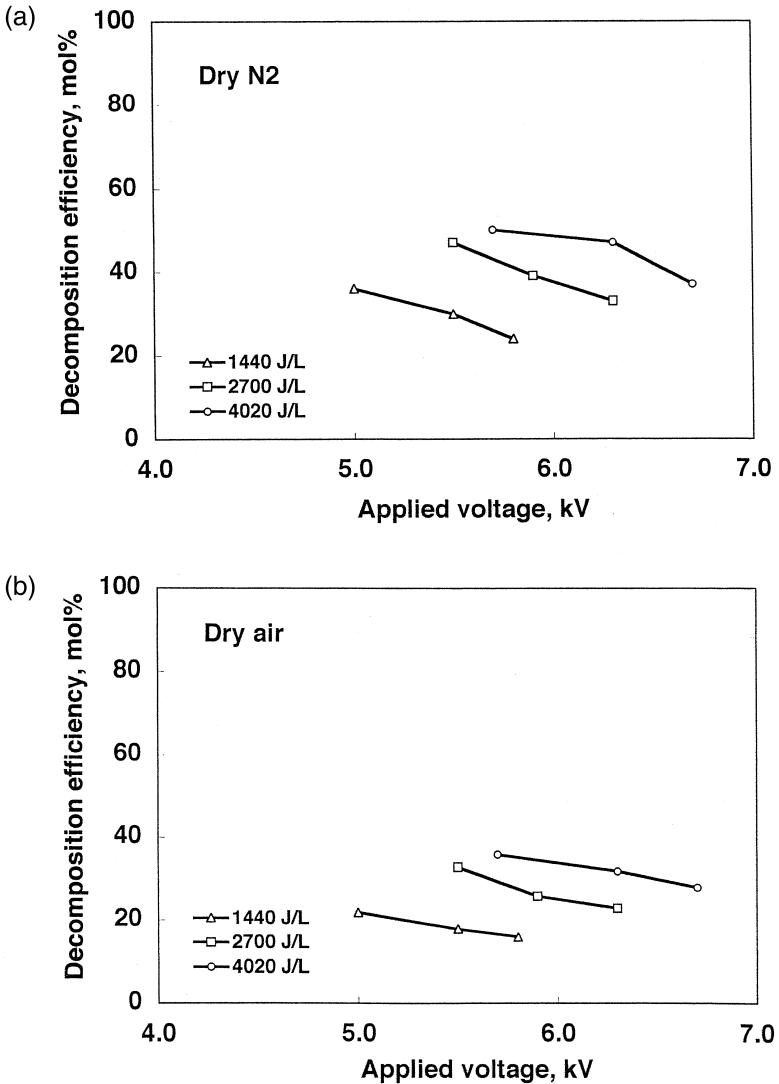 (a)
100
80
60
40
20
0
Decomposition efficiency, mol%
Dry N2
1440 J/L
2700 J/L
4020 J/L
4.0 5.0 6.0 7.0
Applied voltage, kV
(b)
100
80
60
40
20
0
Decomposition efficiency, mol%
Dry air
1440 J/L
2700 J/L
4020 J/L
4.0 5.0 6.0 7.0
Applied voltage, kV